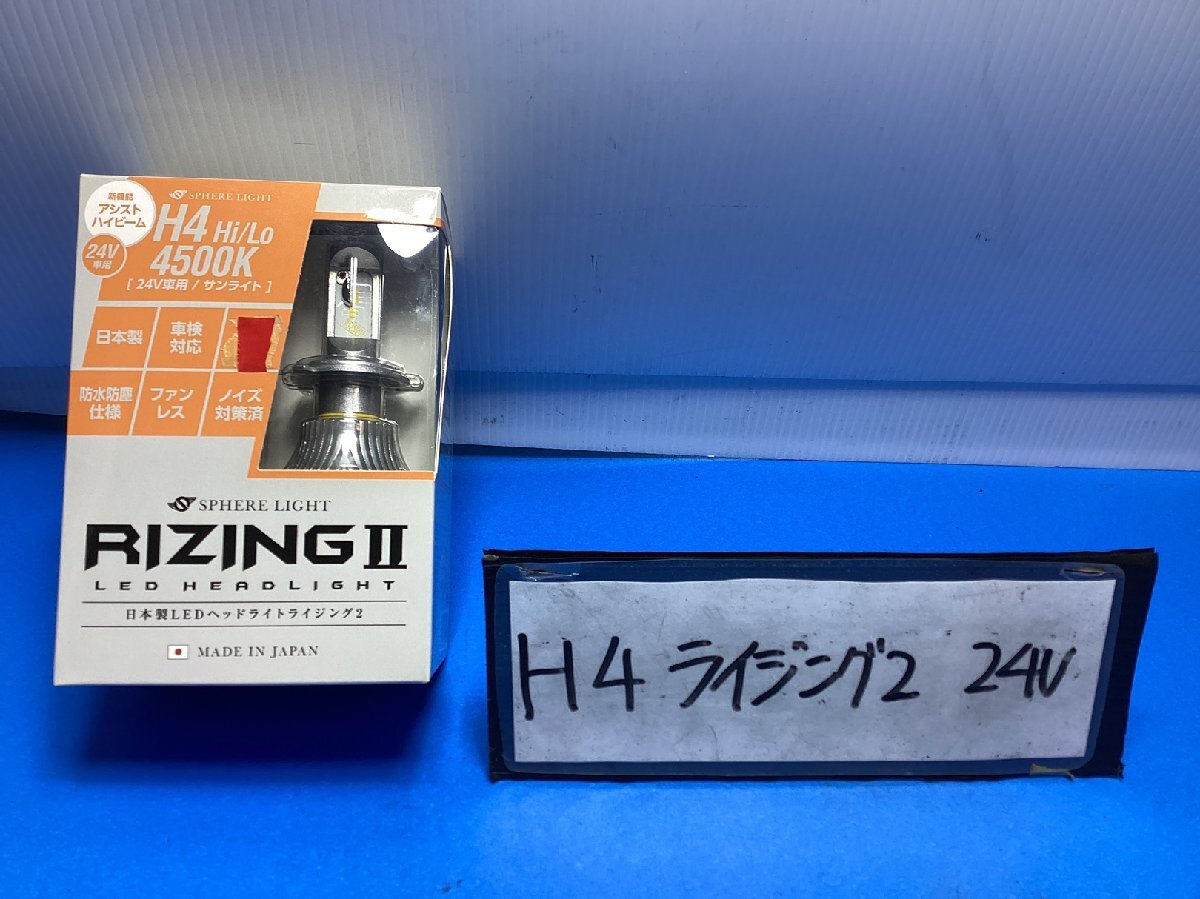 新機能
アシスト
ハイビーム
24V
車用
SPHERE LIGHT
H4 Hi/Lo
4500K
[ 24V車用 / サンライト ]
日本製
車検
対応
防水防塵
仕様
ファン
レス
ノイズ
対策済
SPHERE LIGHT
RIZING II
LED HEADLIGHT
日本製LEDヘッドライトライジング2
MADE IN JAPAN
H4 ライジング2 24V